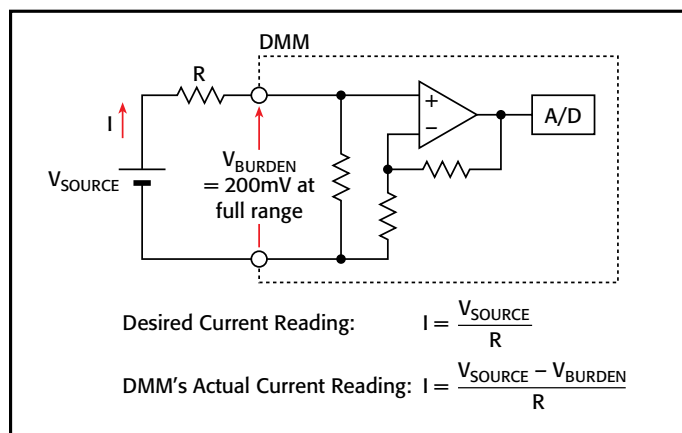 DMM
R
+
−
A/D
I
V_BURDEN
= 200mV at
full range
V_SOURCE
Desired Current Reading: I = V_SOURCE / R
DMM's Actual Current Reading: I = V_SOURCE – V_BURDEN / R